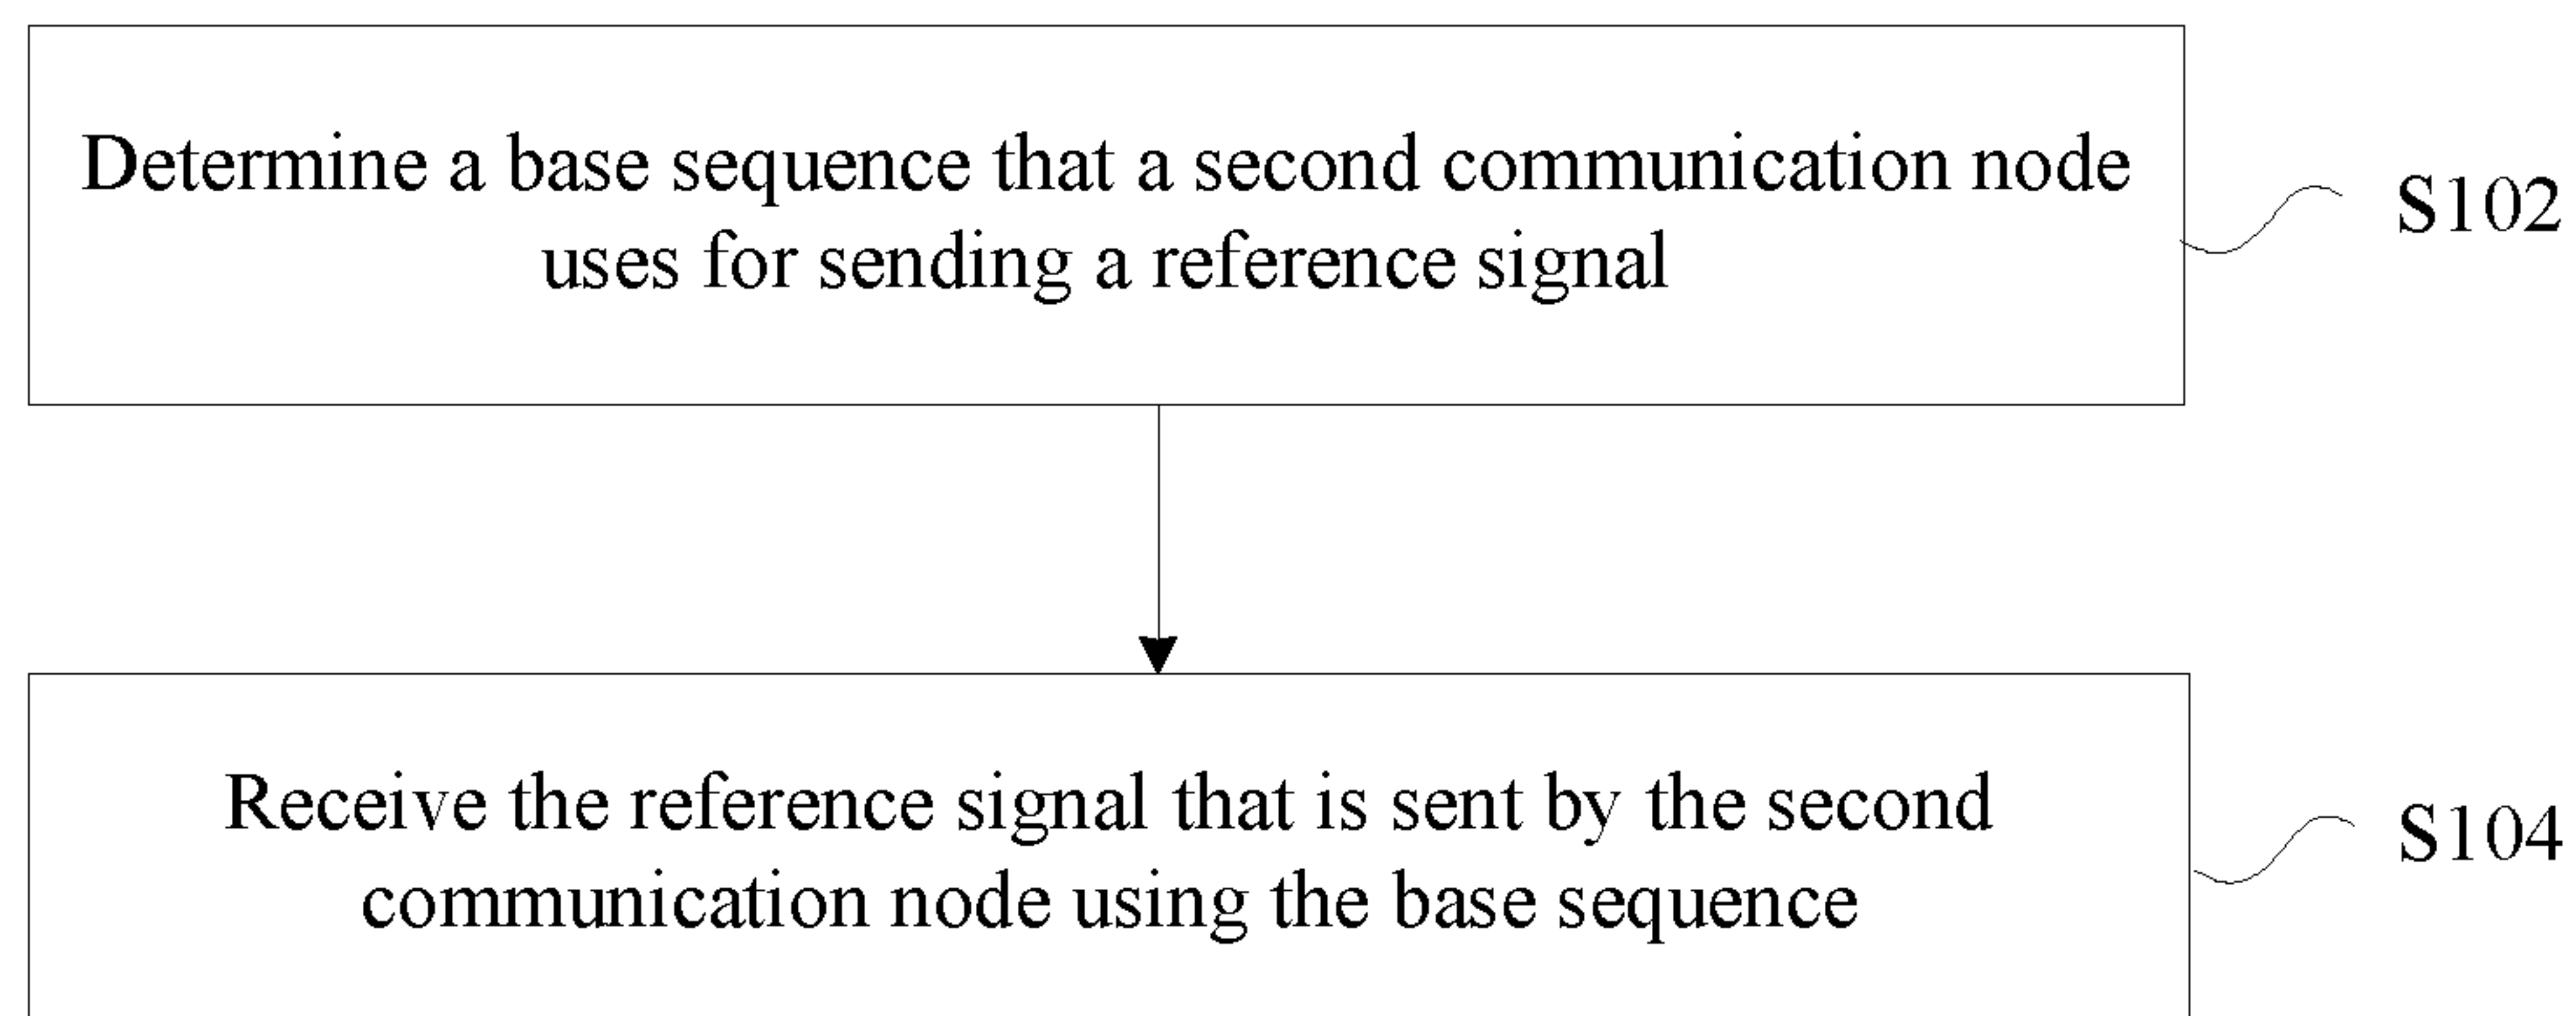 Determine a base sequence that a second communication node
uses for sending a reference signal
S102
Receive the reference signal that is sent by the second
communication node using the base sequence
S104